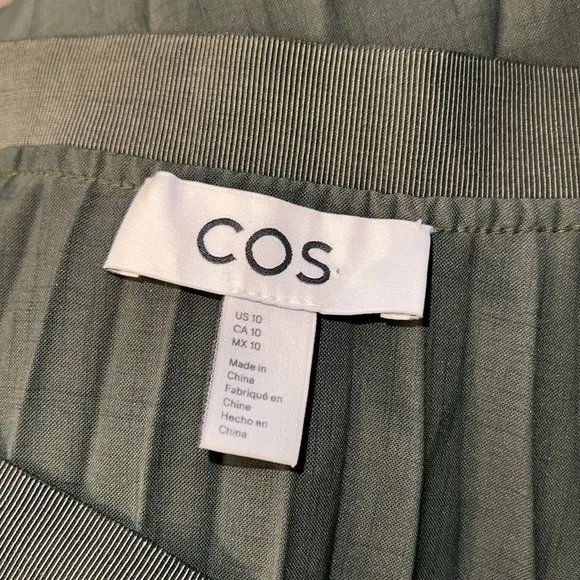 COS
US 10
CA 10
MX 10
Made in
China
Fabriqué en
Chine
Hecho en
China